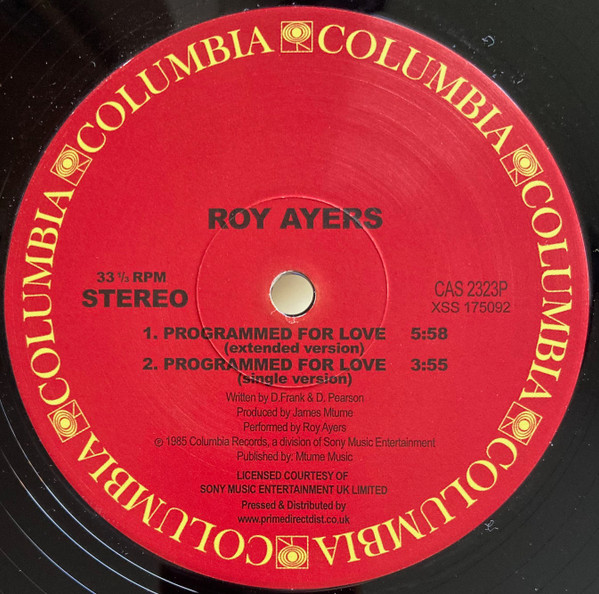 COLUMBIA COLUMBIA COLUMBIA COLUMBIA COLUMBIA COLUMBIA
ROY AYERS
33 1/3 RPM
STEREO
CAS 2323P
XSS 175092
1. PROGRAMMED FOR LOVE 5:58
(extended version)
2. PROGRAMMED FOR LOVE 3:55
(single version)
Written by D.Frank & D. Pearson
Produced by James Mtume
Performed by Roy Ayers
℗ 1985 Columbia Records, a division of Sony Music Entertainment
Published by: Mtume Music
LICENSED COURTESY OF
SONY MUSIC ENTERTAINMENT UK LIMITED
Pressed & Distributed by
www.primedirectdist.co.uk